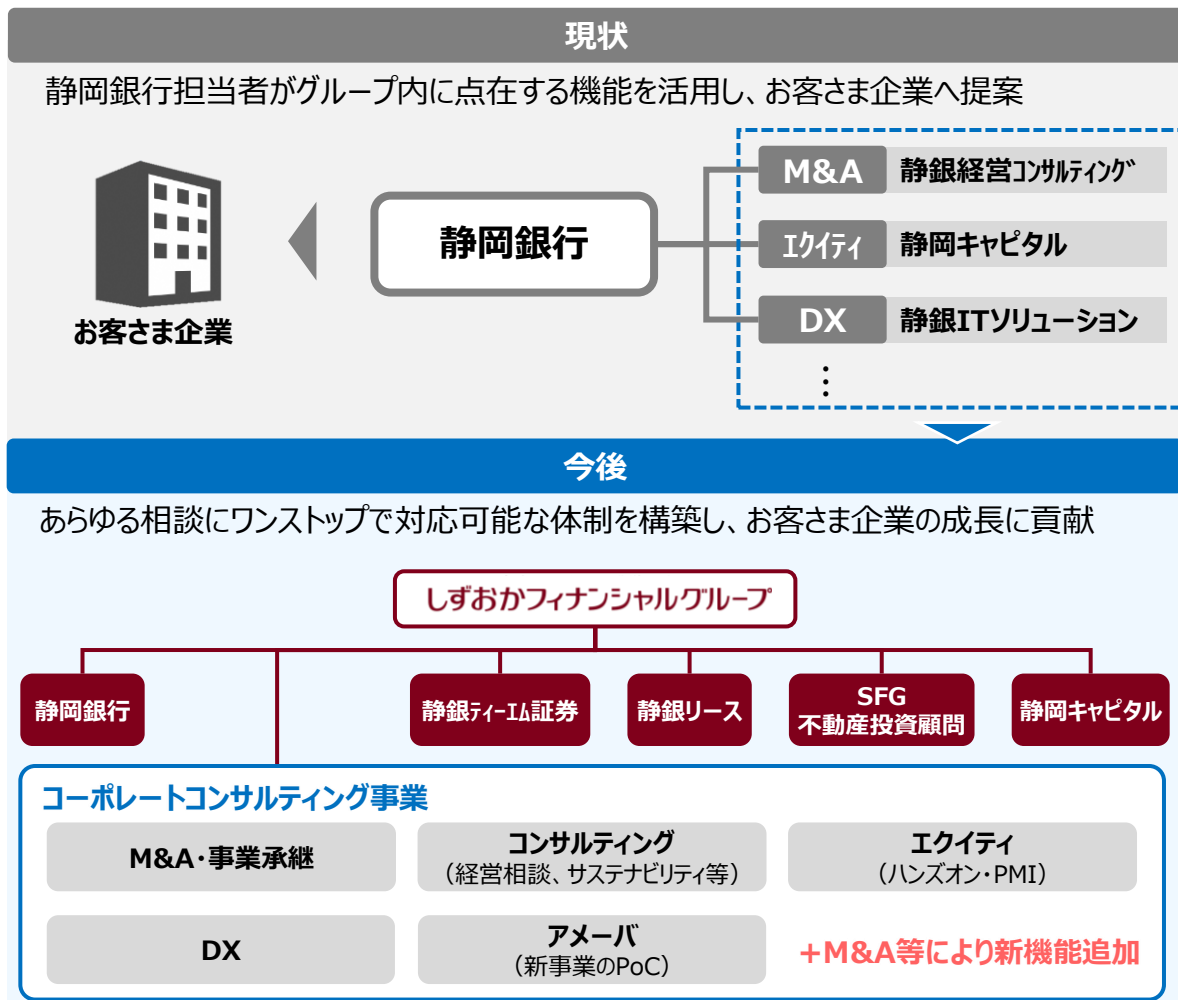 現状
静岡銀行担当者がグループ内に点在する機能を活用し、お客さま企業へ提案
お客さま企業
静岡銀行
M&A 静銀経営ｺﾝｻﾙﾃｨﾝｸﾞ
ｴｸｲﾃｨ 静岡キャピタル
DX 静銀ITソリューション
⋮
今後
あらゆる相談にワンストップで対応可能な体制を構築し、お客さま企業の成長に貢献
しずおかフィナンシャルグループ
静岡銀行
静銀ﾃｨｰｴﾑ証券
静銀リース
SFG
不動産投資顧問
静岡キャピタル
コーポレートコンサルティング事業
M&A･事業承継
コンサルティング
（経営相談、サステナビリティ等）
エクイティ
（ハンズオン・PMI）
DX
アメーバ
（新事業のPoC）
+M&A等により新機能追加